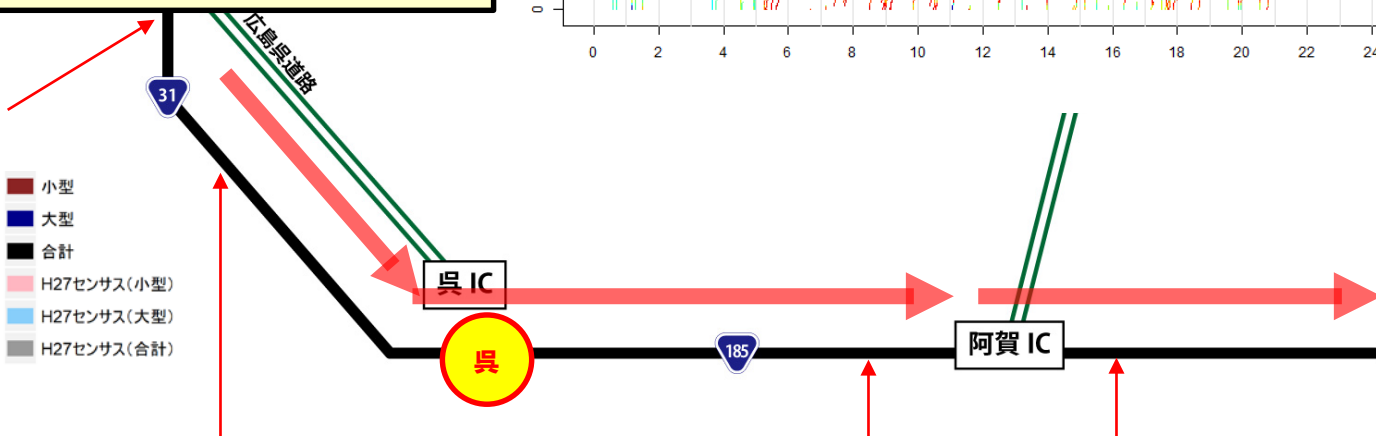 0
0 2 4 6 8 10 12 14 16 18 20 22 24
広島呉道路
31
小型
大型
合計
H27センサス(小型)
H27センサス(大型)
H27センサス(合計)
呉 IC
呉
185
阿賀 IC